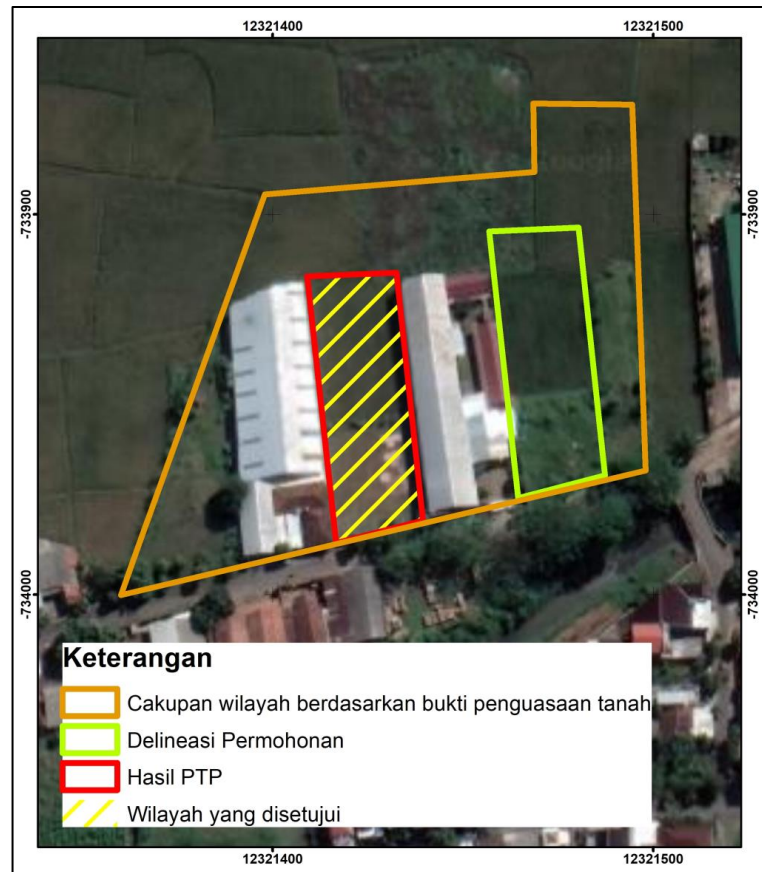 12321400 12321500
-733900 -733900
-734000 -734000
Keterangan
Cakupan wilayah berdasarkan bukti penguasaan tanah
Delineasi Permohonan
Hasil PTP
Wilayah yang disetujui
12321400 12321500